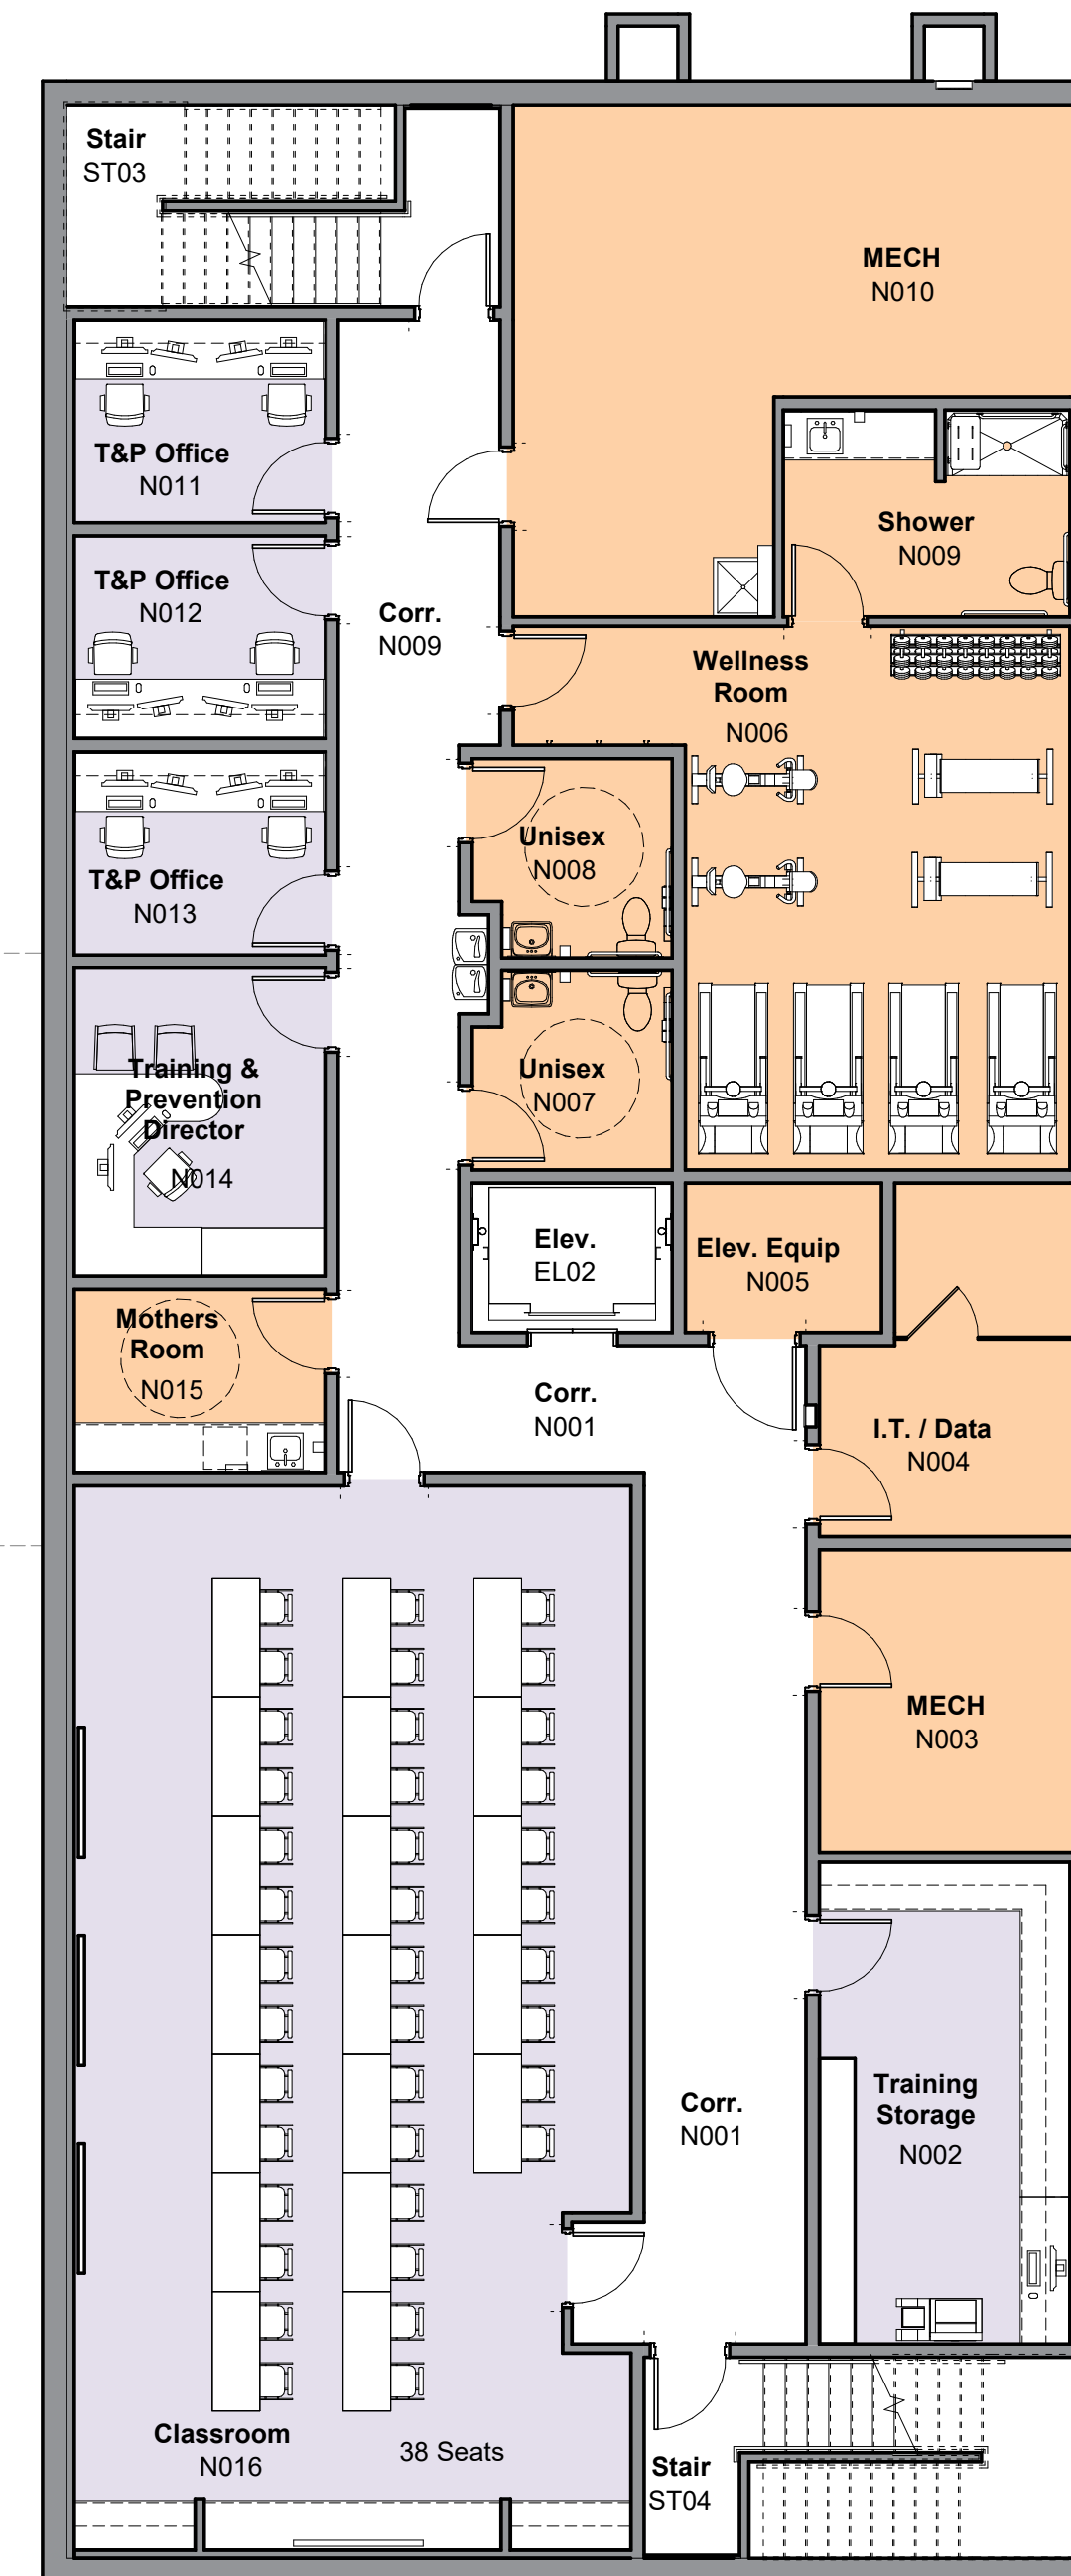 Stair
ST03
MECH
N010
T&P Office
N011
Shower
N009
T&P Office
N012
Corr.
N009
Wellness
Room
N006
Unisex
N008
T&P Office
N013
Training &
Prevention
Director
N014
Unisex
N007
Elev.
EL02
Elev. Equip
N005
Mothers
Room
N015
Corr.
N001
I.T. / Data
N004
MECH
N003
Training
Storage
N002
Corr.
N001
Classroom
N016
38 Seats
Stair
ST04